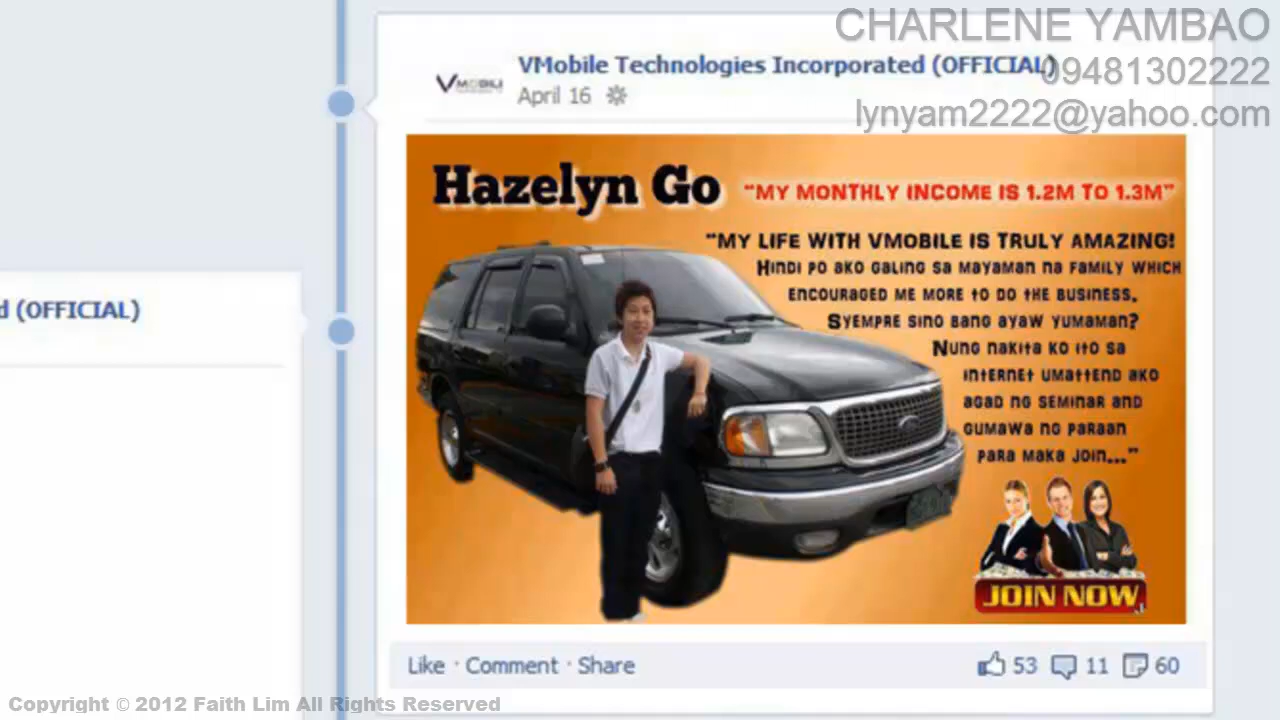 CHARLENE YAMBAO
09481302222
lynyam2222@yahoo.com
VMobile Technologies Incorporated (OFFICIAL)
VMOBILE
April 16
d (OFFICIAL)
Hazelyn Go
"MY MONTHLY INCOME IS 1.2M TO 1.3M"
"MY LIFE WITH VMOBILE IS TRULY AMAZING!
HINDI PO AKO GALING SA MAYAMAN NA FAMILY WHICH
ENCOURAGED ME MORE TO DO THE BUSINESS.
SYEMPRE SINO BANG AYAW YUMAMAN?
NUNG NAKITA KO ITO SA
INTERNET UMATTEND AKO
AGAD NG SEMINAR AND
GUMAWA NG PARAAN
PARA MAKA JOIN..."
JOIN NOW
Like · Comment · Share
53 11 60
Copyright © 2012 Faith Lim All Rights Reserved